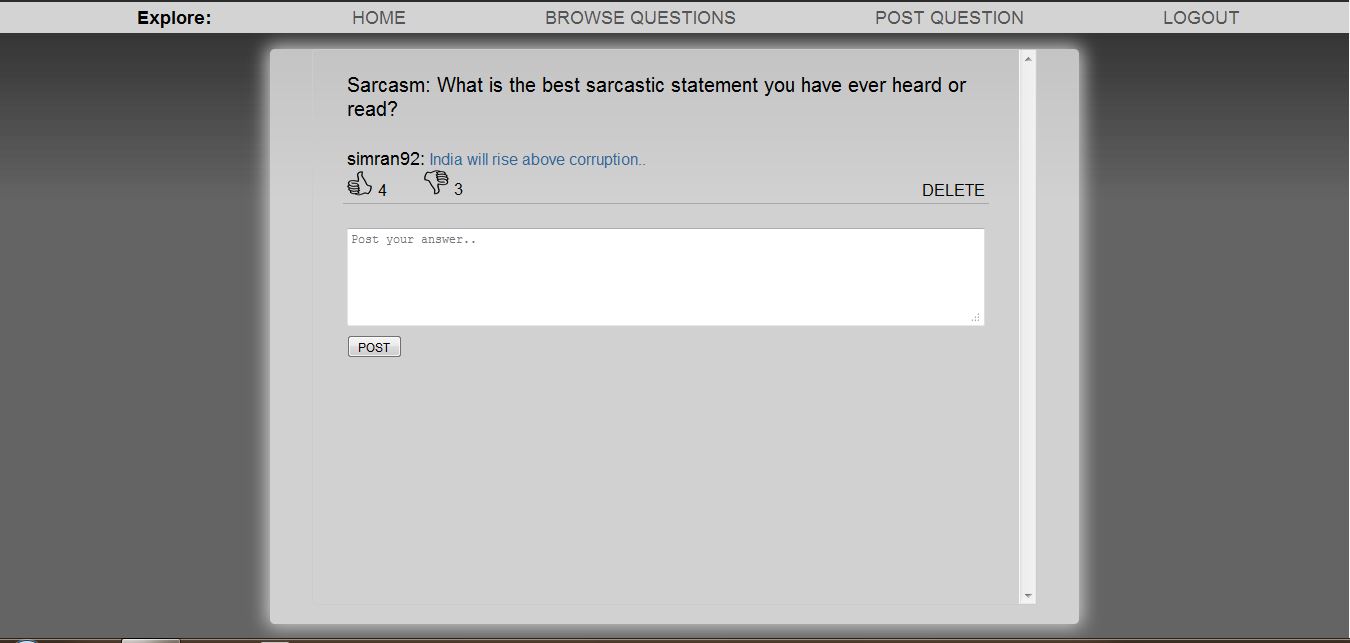 Explore: HOME BROWSE QUESTIONS POST QUESTION LOGOUT
Sarcasm: What is the best sarcastic statement you have ever heard or
read?
simran92: India will rise above corruption..
4 3 DELETE
Post your answer..
POST